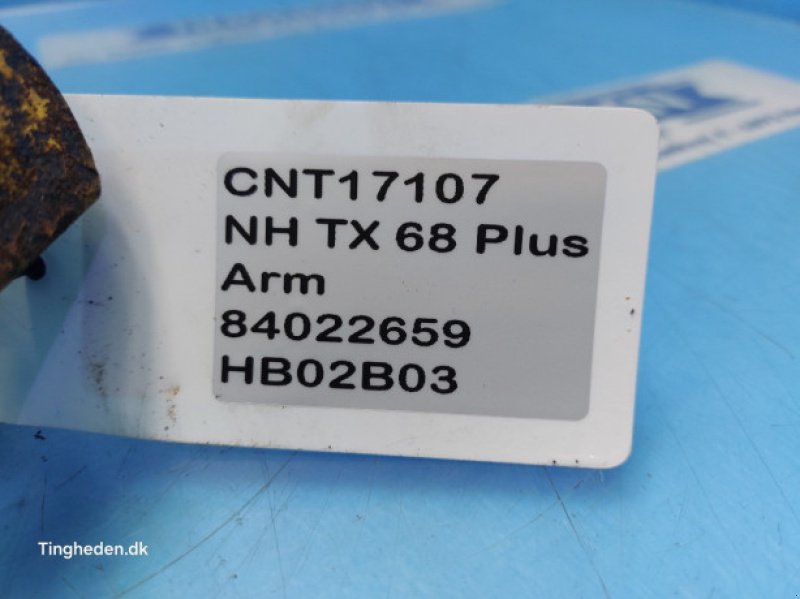 CNT17107
NH TX 68 Plus
Arm
84022659
HB02B03
Tingheden.dk